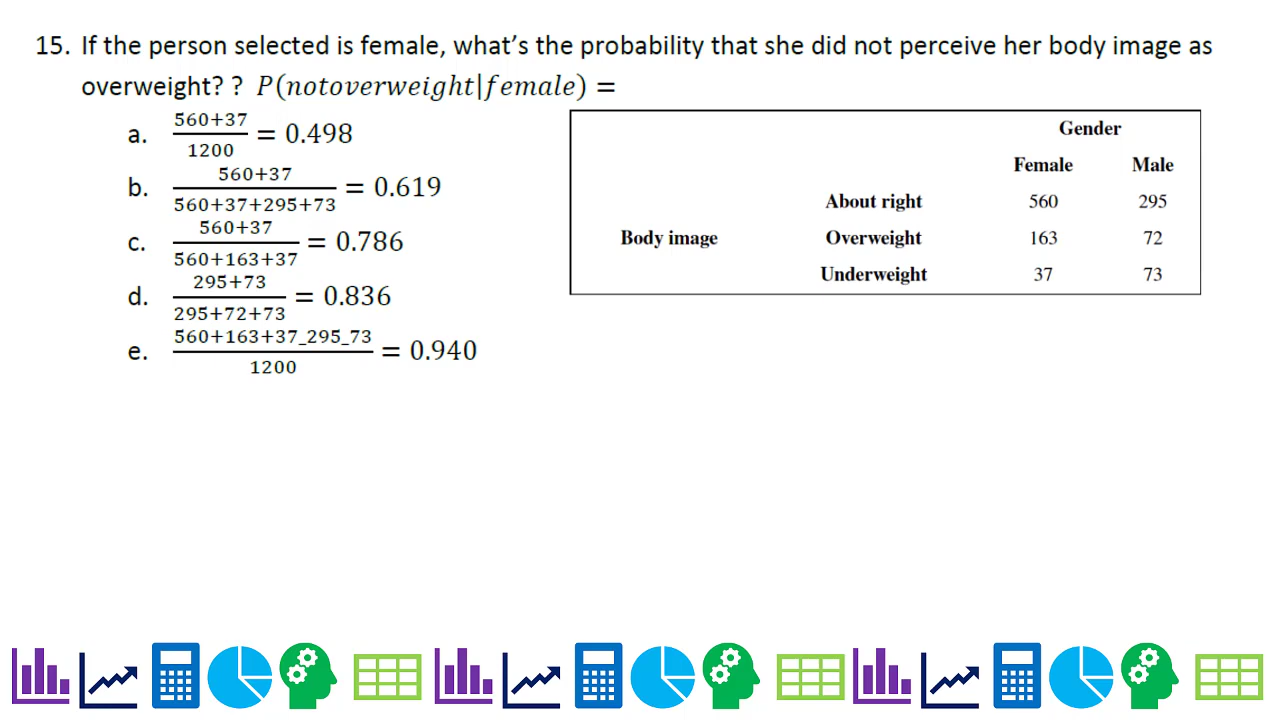 15. If the person selected is female, what's the probability that she did not perceive her body image as
overweight? ? P(notoverweight|female) =
a. 560+37/1200 = 0.498
b. 560+37/560+37+295+73 = 0.619
c. 560+37/560+163+37 = 0.786
d. 295+73/295+72+73 = 0.836
e. 560+163+37_295_73/1200 = 0.940
Gender
Female Male
About right 560 295
Body image Overweight 163 72
Underweight 37 73